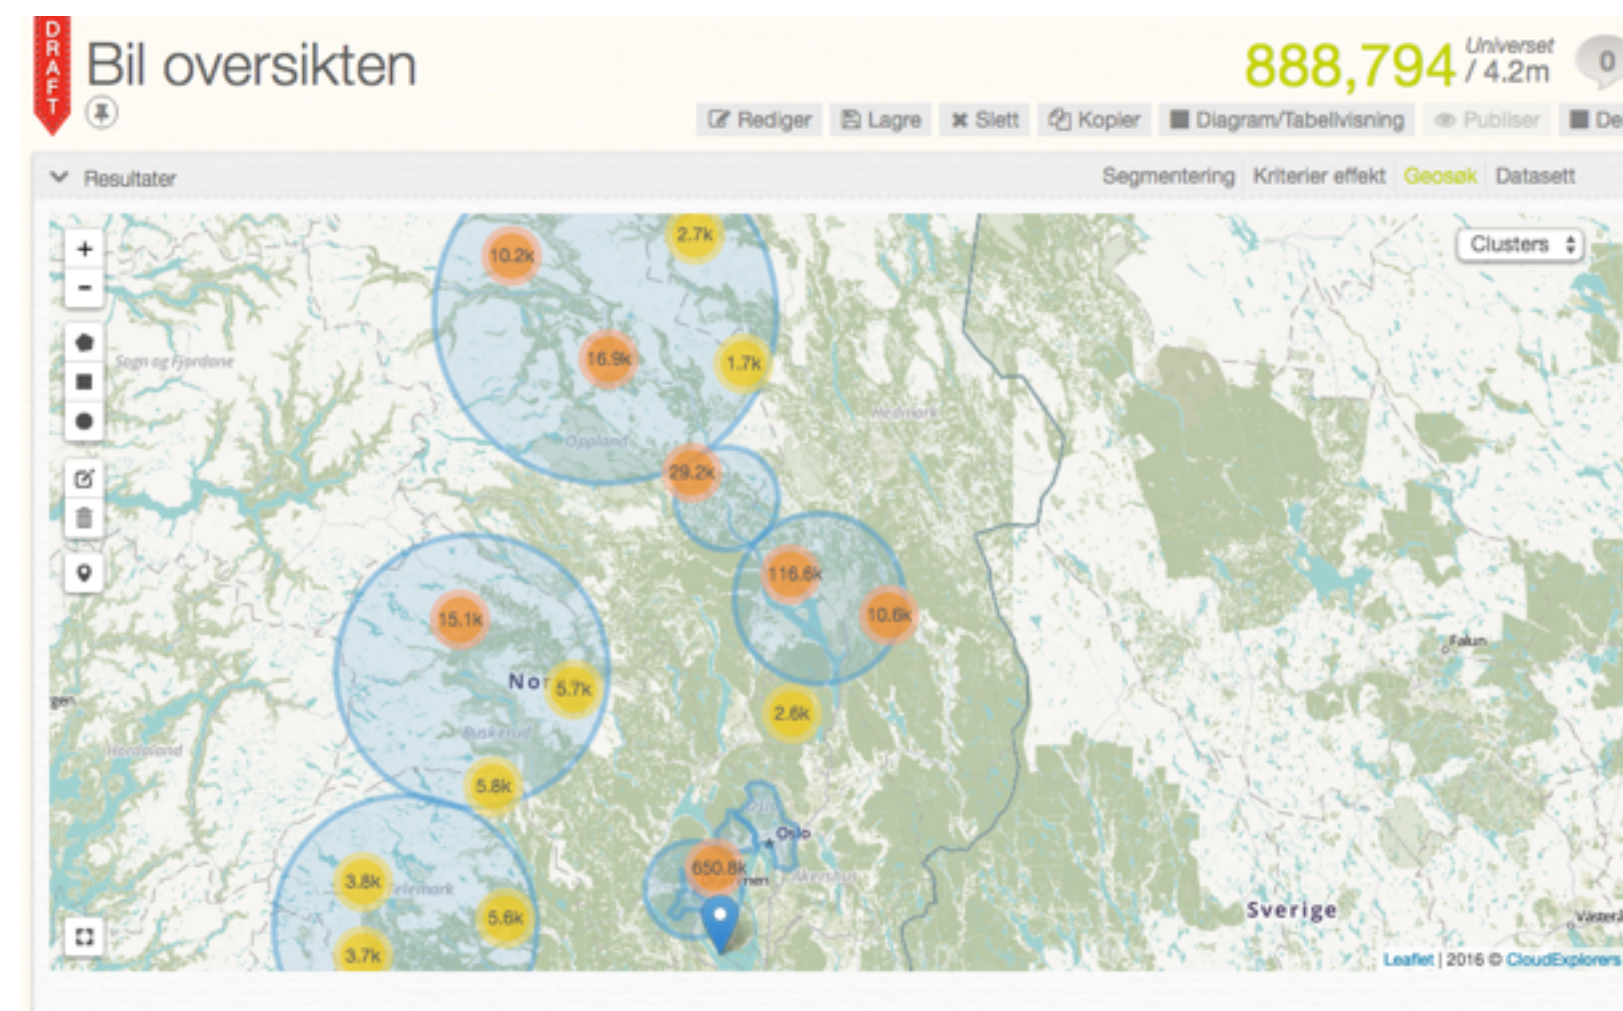 DRAFT
Bil oversikten
888,794 / 4.2m
Universet
0
Rediger Lagre Slett Kopier Diagram/Tabellvisning Publiser
Resultater
Segmentering Kriterier effekt Geosøk Datasett
+
-
Clusters
10.2k
2.7k
Sogn og Fjordane
16.9k
1.7k
Hedmark
Oppland
29.2k
116.6k
15.1k
10.6k
Falun
5.7k
2.6k
Buskerud
Hordaland
5.8k
Oslo
Oslo
650.8k
Akershus
3.8k
Telemark
5.6k
Sverige
3.7k
Leaflet | 2016 © CloudExplorers